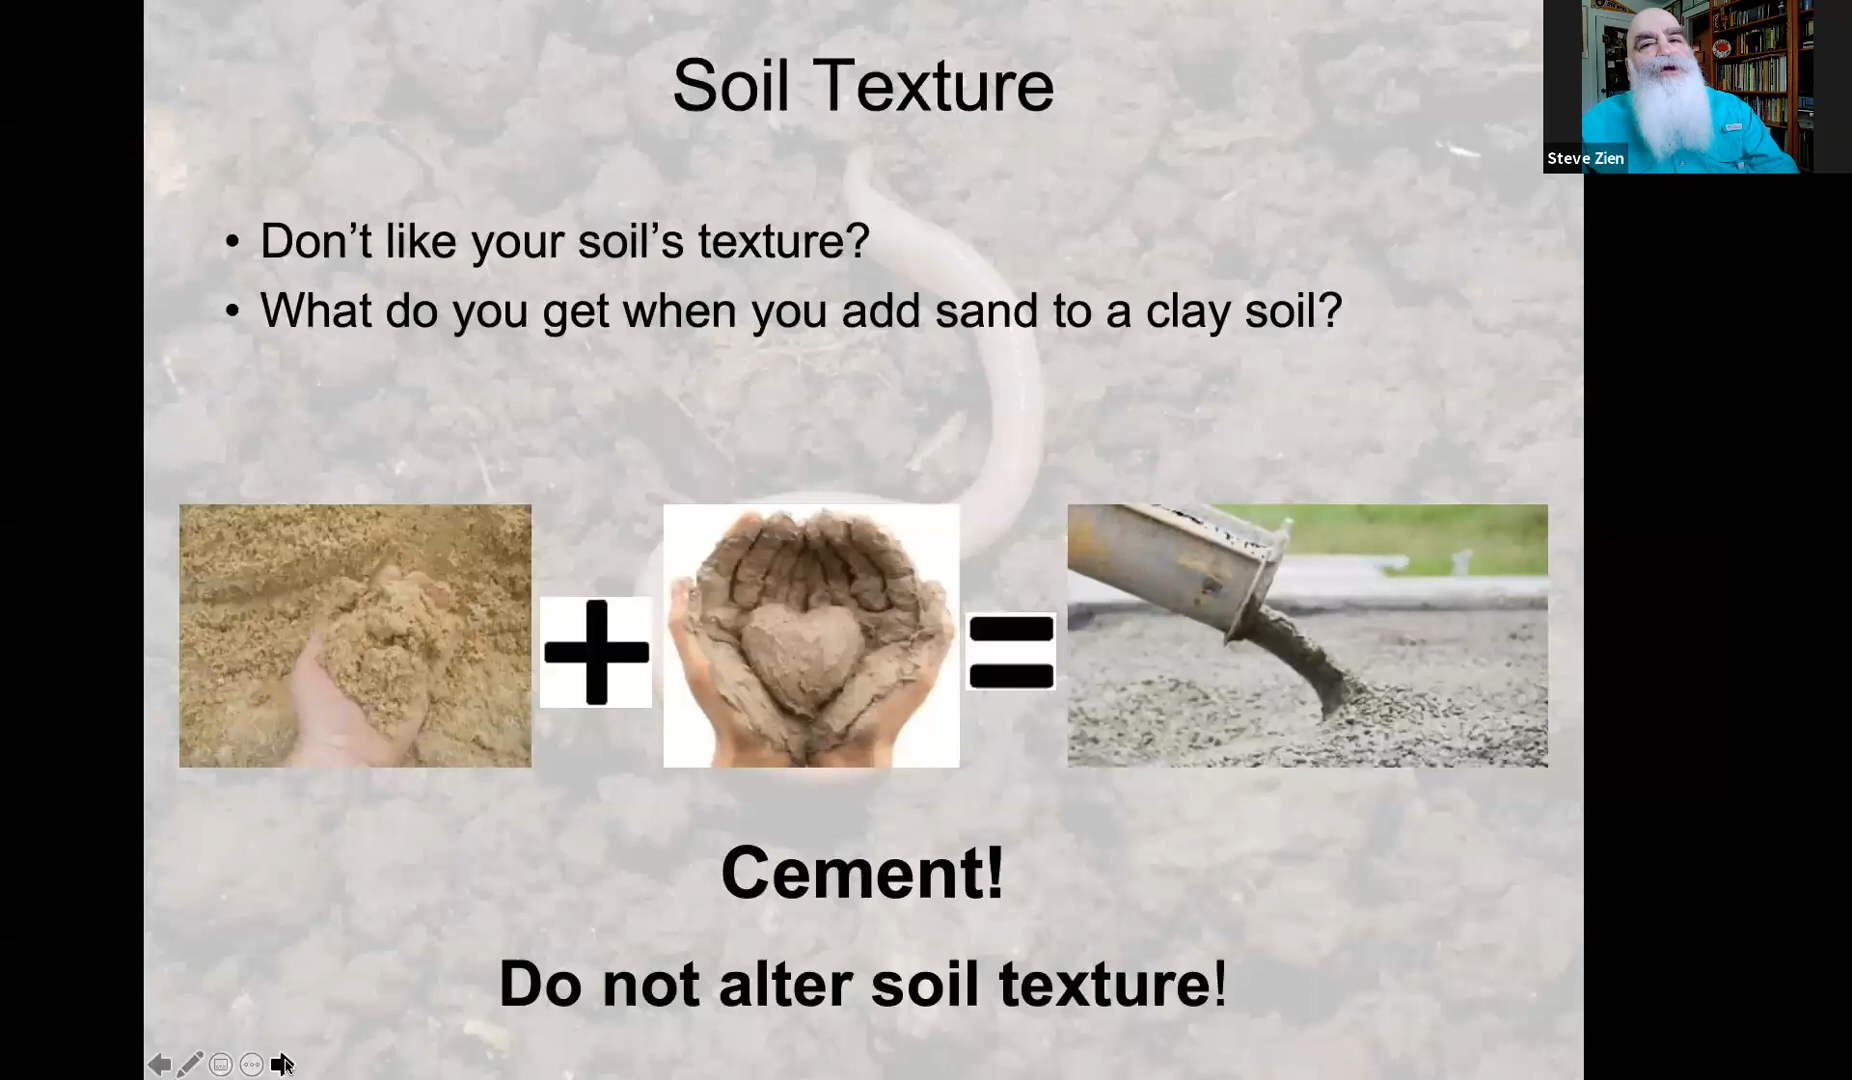 Soil Texture
Steve Zien
• Don’t like your soil’s texture?
• What do you get when you add sand to a clay soil?
Cement!
Do not alter soil texture!